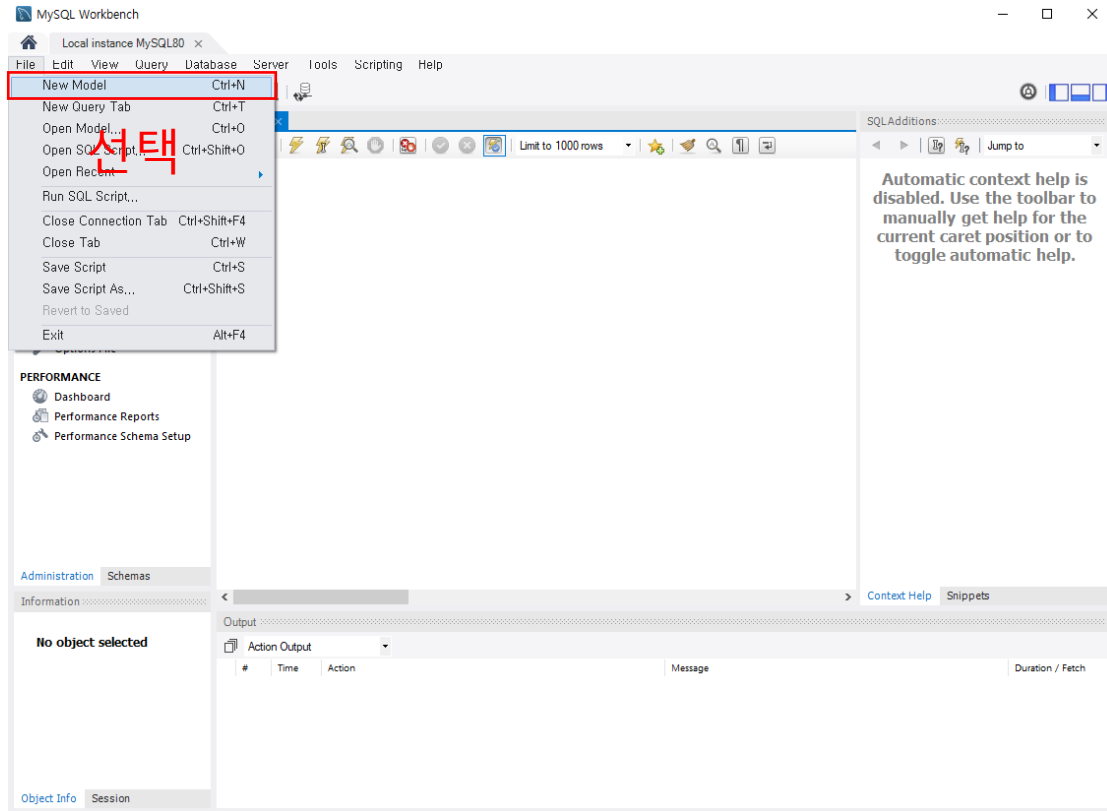 MySQL Workbench
Local instance MySQL80 ×
File Edit View Query Database Server Tools Scripting Help
New Model Ctrl+N
New Query Tab Ctrl+T
Open Model... Ctrl+O
Open SQL Script... Ctrl+Shift+O
선택
Open Recent
Run SQL Script...
Close Connection Tab Ctrl+Shift+F4
Close Tab Ctrl+W
Save Script Ctrl+S
Save Script As... Ctrl+Shift+S
Revert to Saved
Exit Alt+F4
Options File
PERFORMANCE
Dashboard
Performance Reports
Performance Schema Setup
Administration Schemas
Information
No object selected
Object Info Session
Limit to 1000 rows
SQLAdditions
Jump to
Automatic context help is
disabled. Use the toolbar to
manually get help for the
current caret position or to
toggle automatic help.
Context Help Snippets
Output
Action Output
# Time Action Message Duration / Fetch